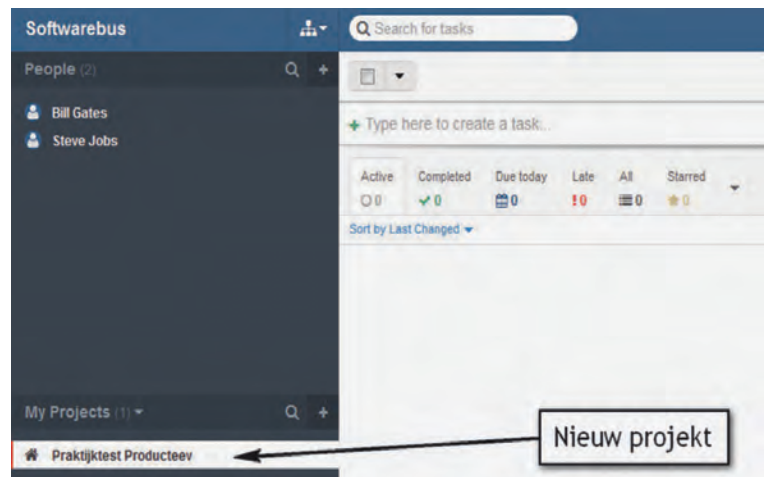 Softwarebus
Search for tasks
People (2)
Bill Gates
Steve Jobs
+ Type here to create a task...
Active Completed Due today Late All Starred
0 0 0 !0 0 0
Sort by Last Changed
My Projects (1)
Praktijktest Producteev
Nieuw projekt